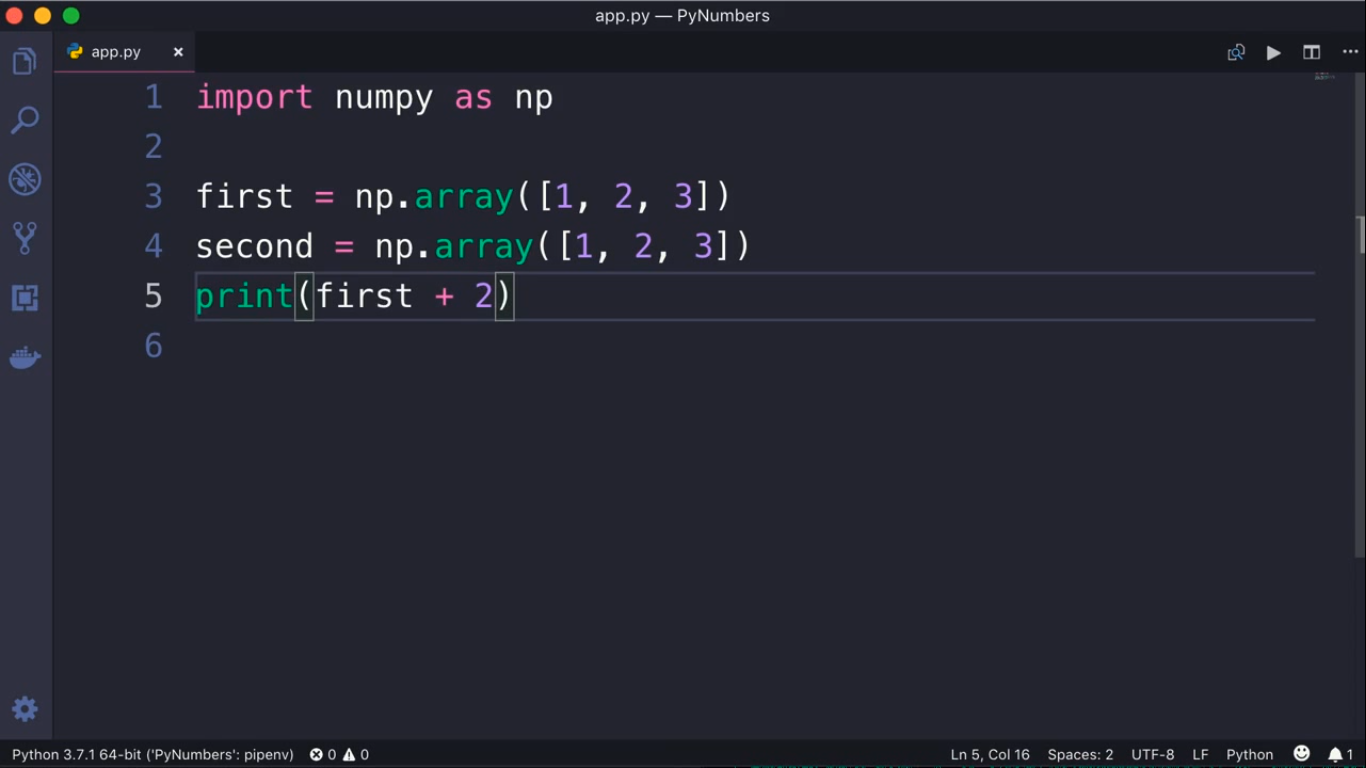 app.py — PyNumbers
app.py
1 import numpy as np
2
3 first = np.array([1, 2, 3])
4 second = np.array([1, 2, 3])
5 print(first + 2)
6
Python 3.7.1 64-bit ('PyNumbers': pipenv) 0 0 Ln 5, Col 16 Spaces: 2 UTF-8 LF Python 1